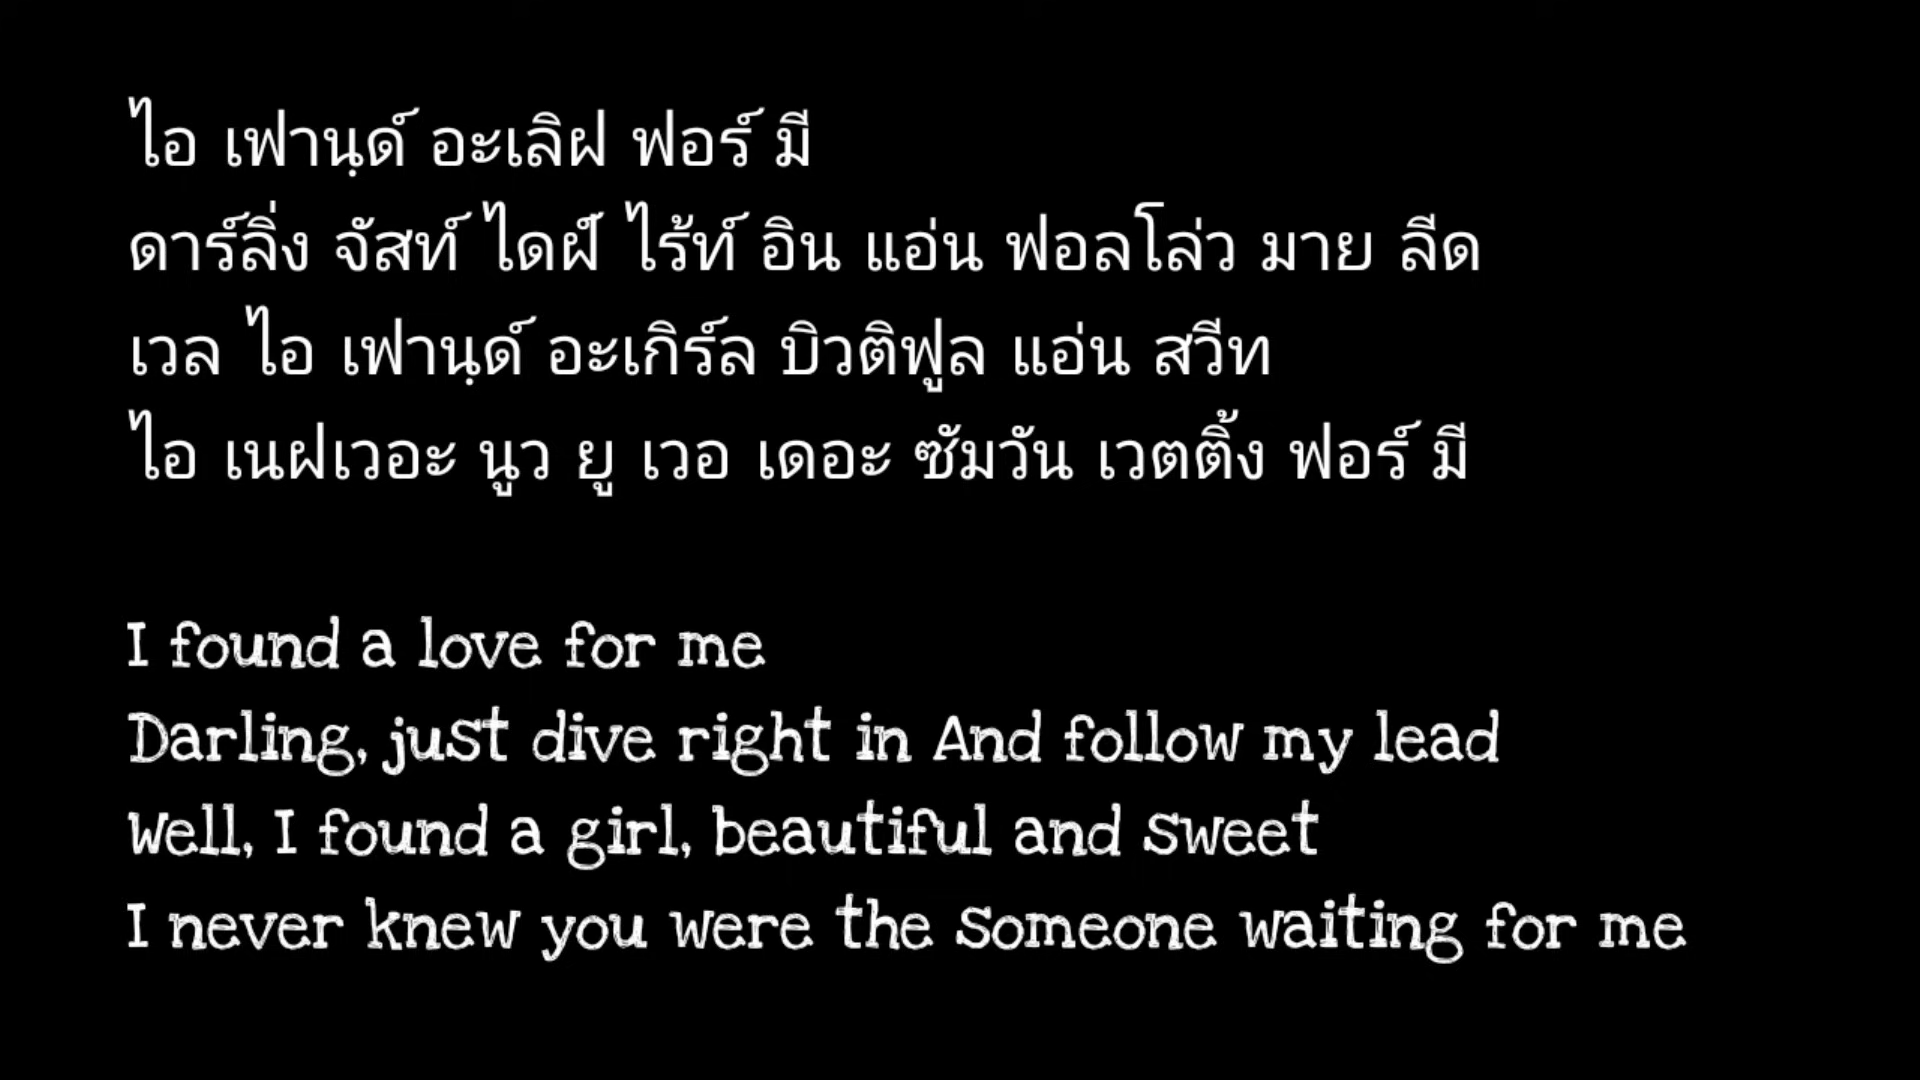 ไอ เฟานฺด์ อะเลิฝ ฟอร์ มี
ดาร์ลิ่ง จัสท์ ไดฝ์ ไร้ท์ อิน แอ่น ฟอลโล่ว มาย ลีด
เวล ไอ เฟานฺด์ อะเกิร์ล บิวติฟูล แอ่น สวีท
ไอ เนฝเวอะ นูว ยู เวอ เดอะ ซัมวัน เวตติ้ง ฟอร์ มี
I found a love for me
Darling, just dive right in And follow my lead
Well, I found a girl, beautiful and sweet
I never knew you were the someone waiting for me